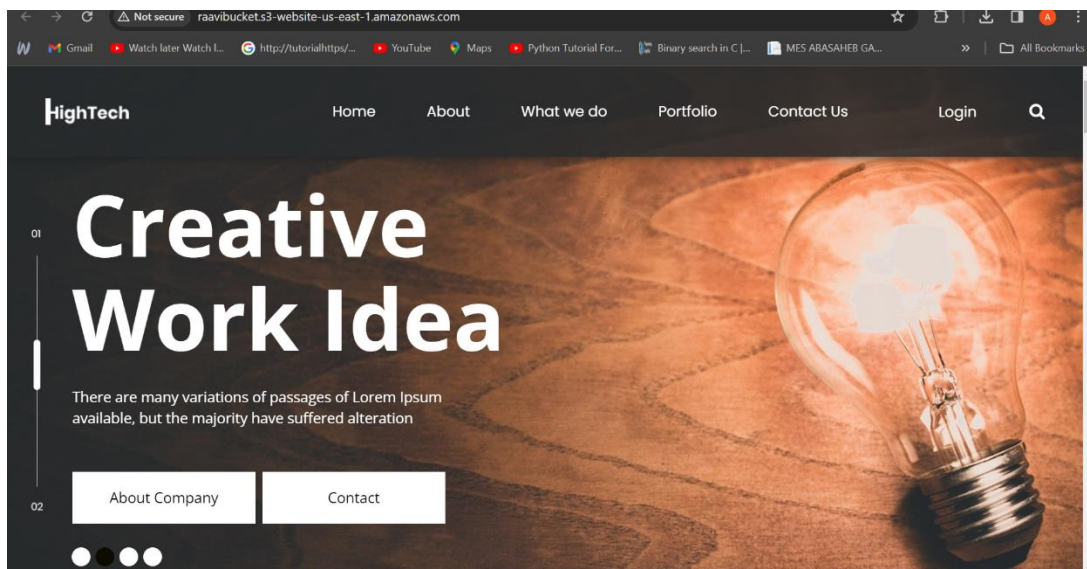 Not secure raavibucket.s3-website-us-east-1.amazonaws.com A
Gmail Watch later Watch l... http://tutorialhttps/... YouTube Maps Python Tutorial For... Binary search in C |... MES ABASAHEB GA... » All Bookmarks
HighTech Home About What we do Portfolio Contact Us Login
Creative
01
Work Idea
There are many variations of passages of Lorem Ipsum
available, but the majority have suffered alteration
About Company Contact
02